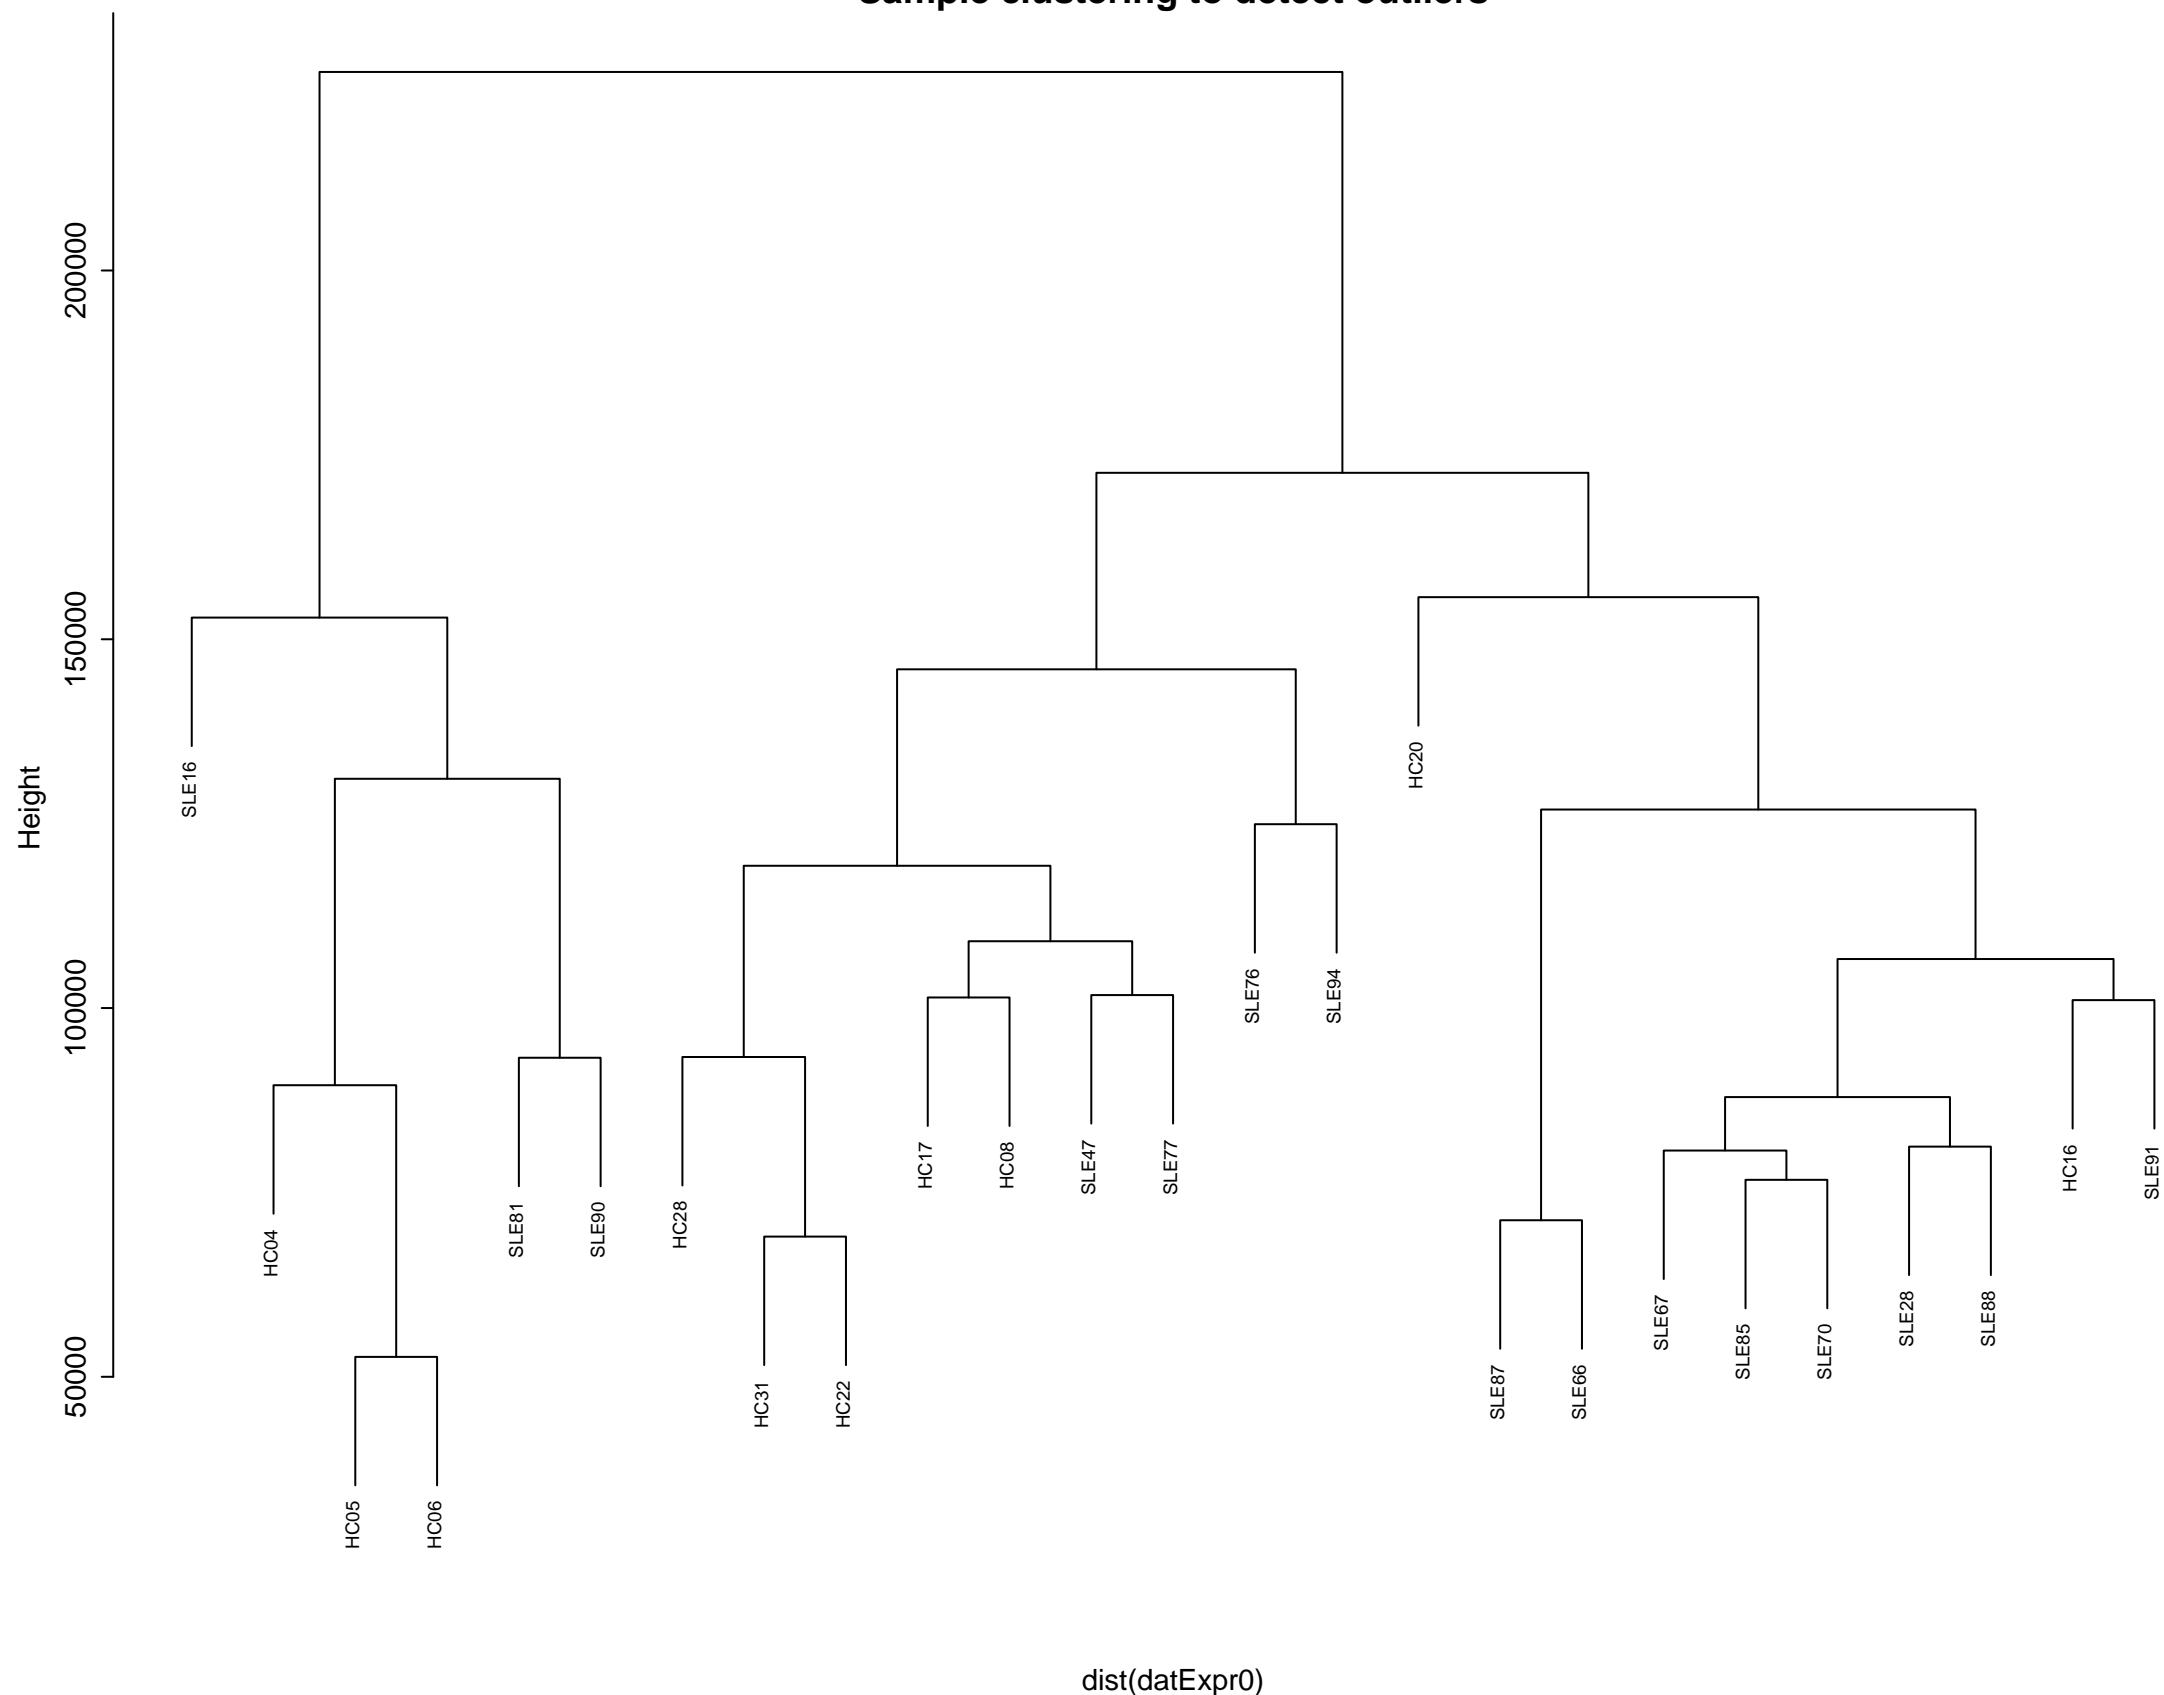 Sample clustering to detect outliers
Height
200000
150000
100000
50000
SLE16
HC04
HC05
HC06
SLE81
SLE90
HC28
HC31
HC22
HC17
HC08
SLE47
SLE77
SLE76
SLE94
HC20
SLE87
SLE66
SLE67
SLE85
SLE70
SLE28
SLE88
HC16
SLE91
dist(datExpr0)